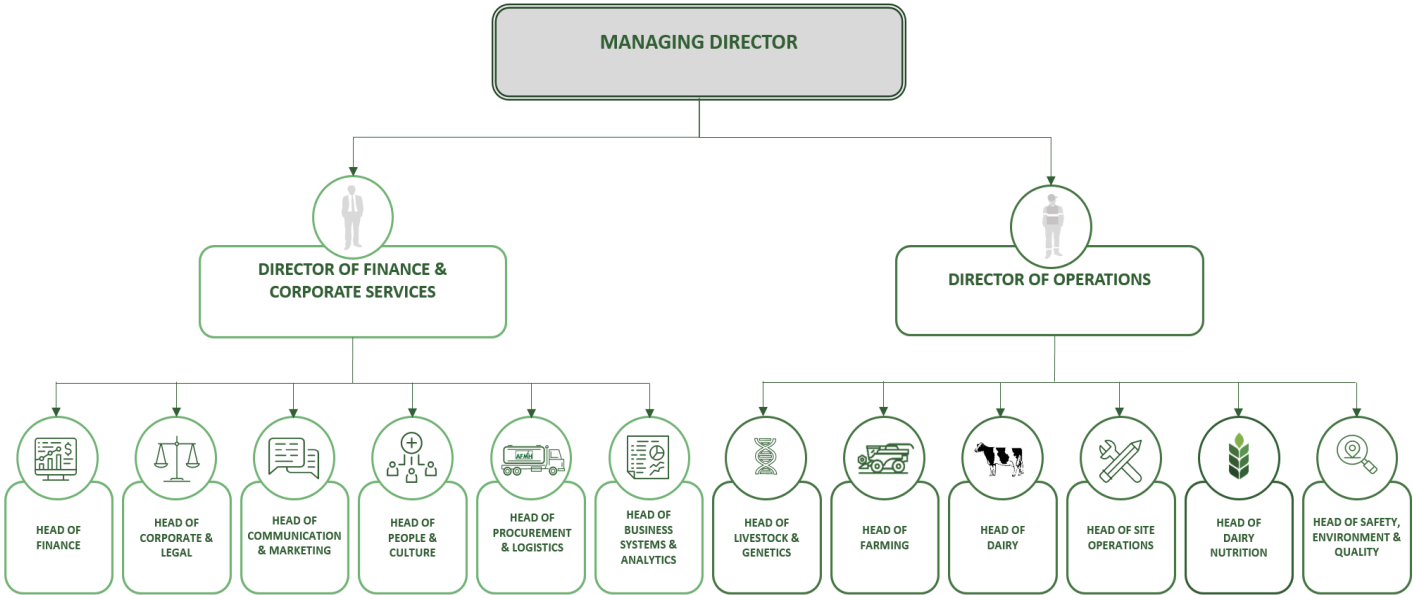 MANAGING DIRECTOR
DIRECTOR OF FINANCE &
CORPORATE SERVICES
DIRECTOR OF OPERATIONS
$
AFMH
HEAD OF
FINANCE
HEAD OF
CORPORATE &
LEGAL
HEAD OF
COMMUNICATION
& MARKETING
HEAD OF
PEOPLE &
CULTURE
HEAD OF
PROCUREMENT
& LOGISTICS
HEAD OF
BUSINESS
SYSTEMS &
ANALYTICS
HEAD OF
LIVESTOCK &
GENETICS
HEAD OF
FARMING
HEAD OF
DAIRY
HEAD OF SITE
OPERATIONS
HEAD OF
DAIRY
NUTRITION
HEAD OF SAFETY,
ENVIRONMENT &
QUALITY